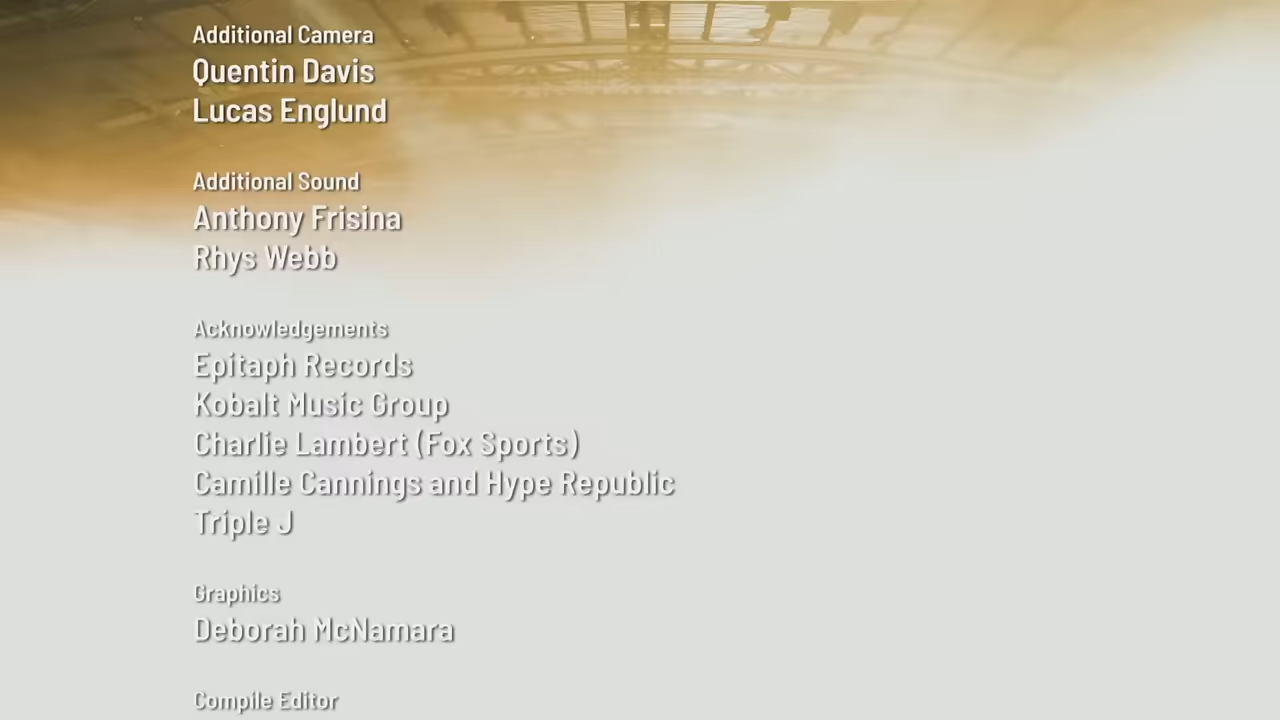 Additional Camera
Quentin Davis
Lucas Englund
Additional Sound
Anthony Frisina
Rhys Webb
Acknowledgements
Epitaph Records
Kobalt Music Group
Charlie Lambert (Fox Sports)
Camille Cannings and Hype Republic
Triple J
Graphics
Deborah McNamara
Compile Editor